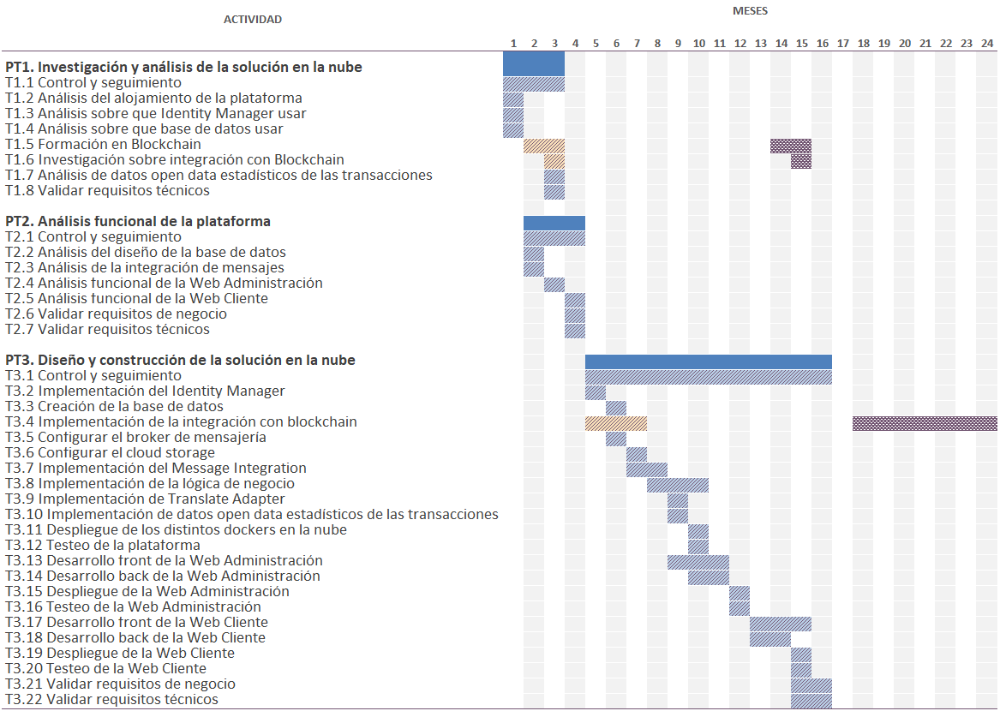 MESES
ACTIVIDAD
1 2 3 4 5 6 7 8 9 10 11 12 13 14 15 16 17 18 19 20 21 22 23 24
PT1. Investigación y análisis de la solución en la nube
T1.1 Control y seguimiento
T1.2 Análisis del alojamiento de la plataforma
T1.3 Análisis sobre que Identity Manager usar
T1.4 Análisis sobre que base de datos usar
T1.5 Formación en Blockchain
T1.6 Investigación sobre integración con Blockchain
T1.7 Análisis de datos open data estadísticos de las transacciones
T1.8 Validar requisitos técnicos
PT2. Análisis funcional de la plataforma
T2.1 Control y seguimiento
T2.2 Análisis del diseño de la base de datos
T2.3 Análisis de la integración de mensajes
T2.4 Análisis funcional de la Web Administración
T2.5 Análisis funcional de la Web Cliente
T2.6 Validar requisitos de negocio
T2.7 Validar requisitos técnicos
PT3. Diseño y construcción de la solución en la nube
T3.1 Control y seguimiento
T3.2 Implementación del Identity Manager
T3.3 Creación de la base de datos
T3.4 Implementación de la integración con blockchain
T3.5 Configurar el broker de mensajería
T3.6 Configurar el cloud storage
T3.7 Implementación del Message Integration
T3.8 Implementación de la lógica de negocio
T3.9 Implementación de Translate Adapter
T3.10 Implementación de datos open data estadísticos de las transacciones
T3.11 Despliegue de los distintos dockers en la nube
T3.12 Testeo de la plataforma
T3.13 Desarrollo front de la Web Administración
T3.14 Desarrollo back de la Web Administración
T3.15 Despliegue de la Web Administración
T3.16 Testeo de la Web Administración
T3.17 Desarrollo front de la Web Cliente
T3.18 Desarrollo back de la Web Cliente
T3.19 Despliegue de la Web Cliente
T3.20 Testeo de la Web Cliente
T3.21 Validar requisitos de negocio
T3.22 Validar requisitos técnicos